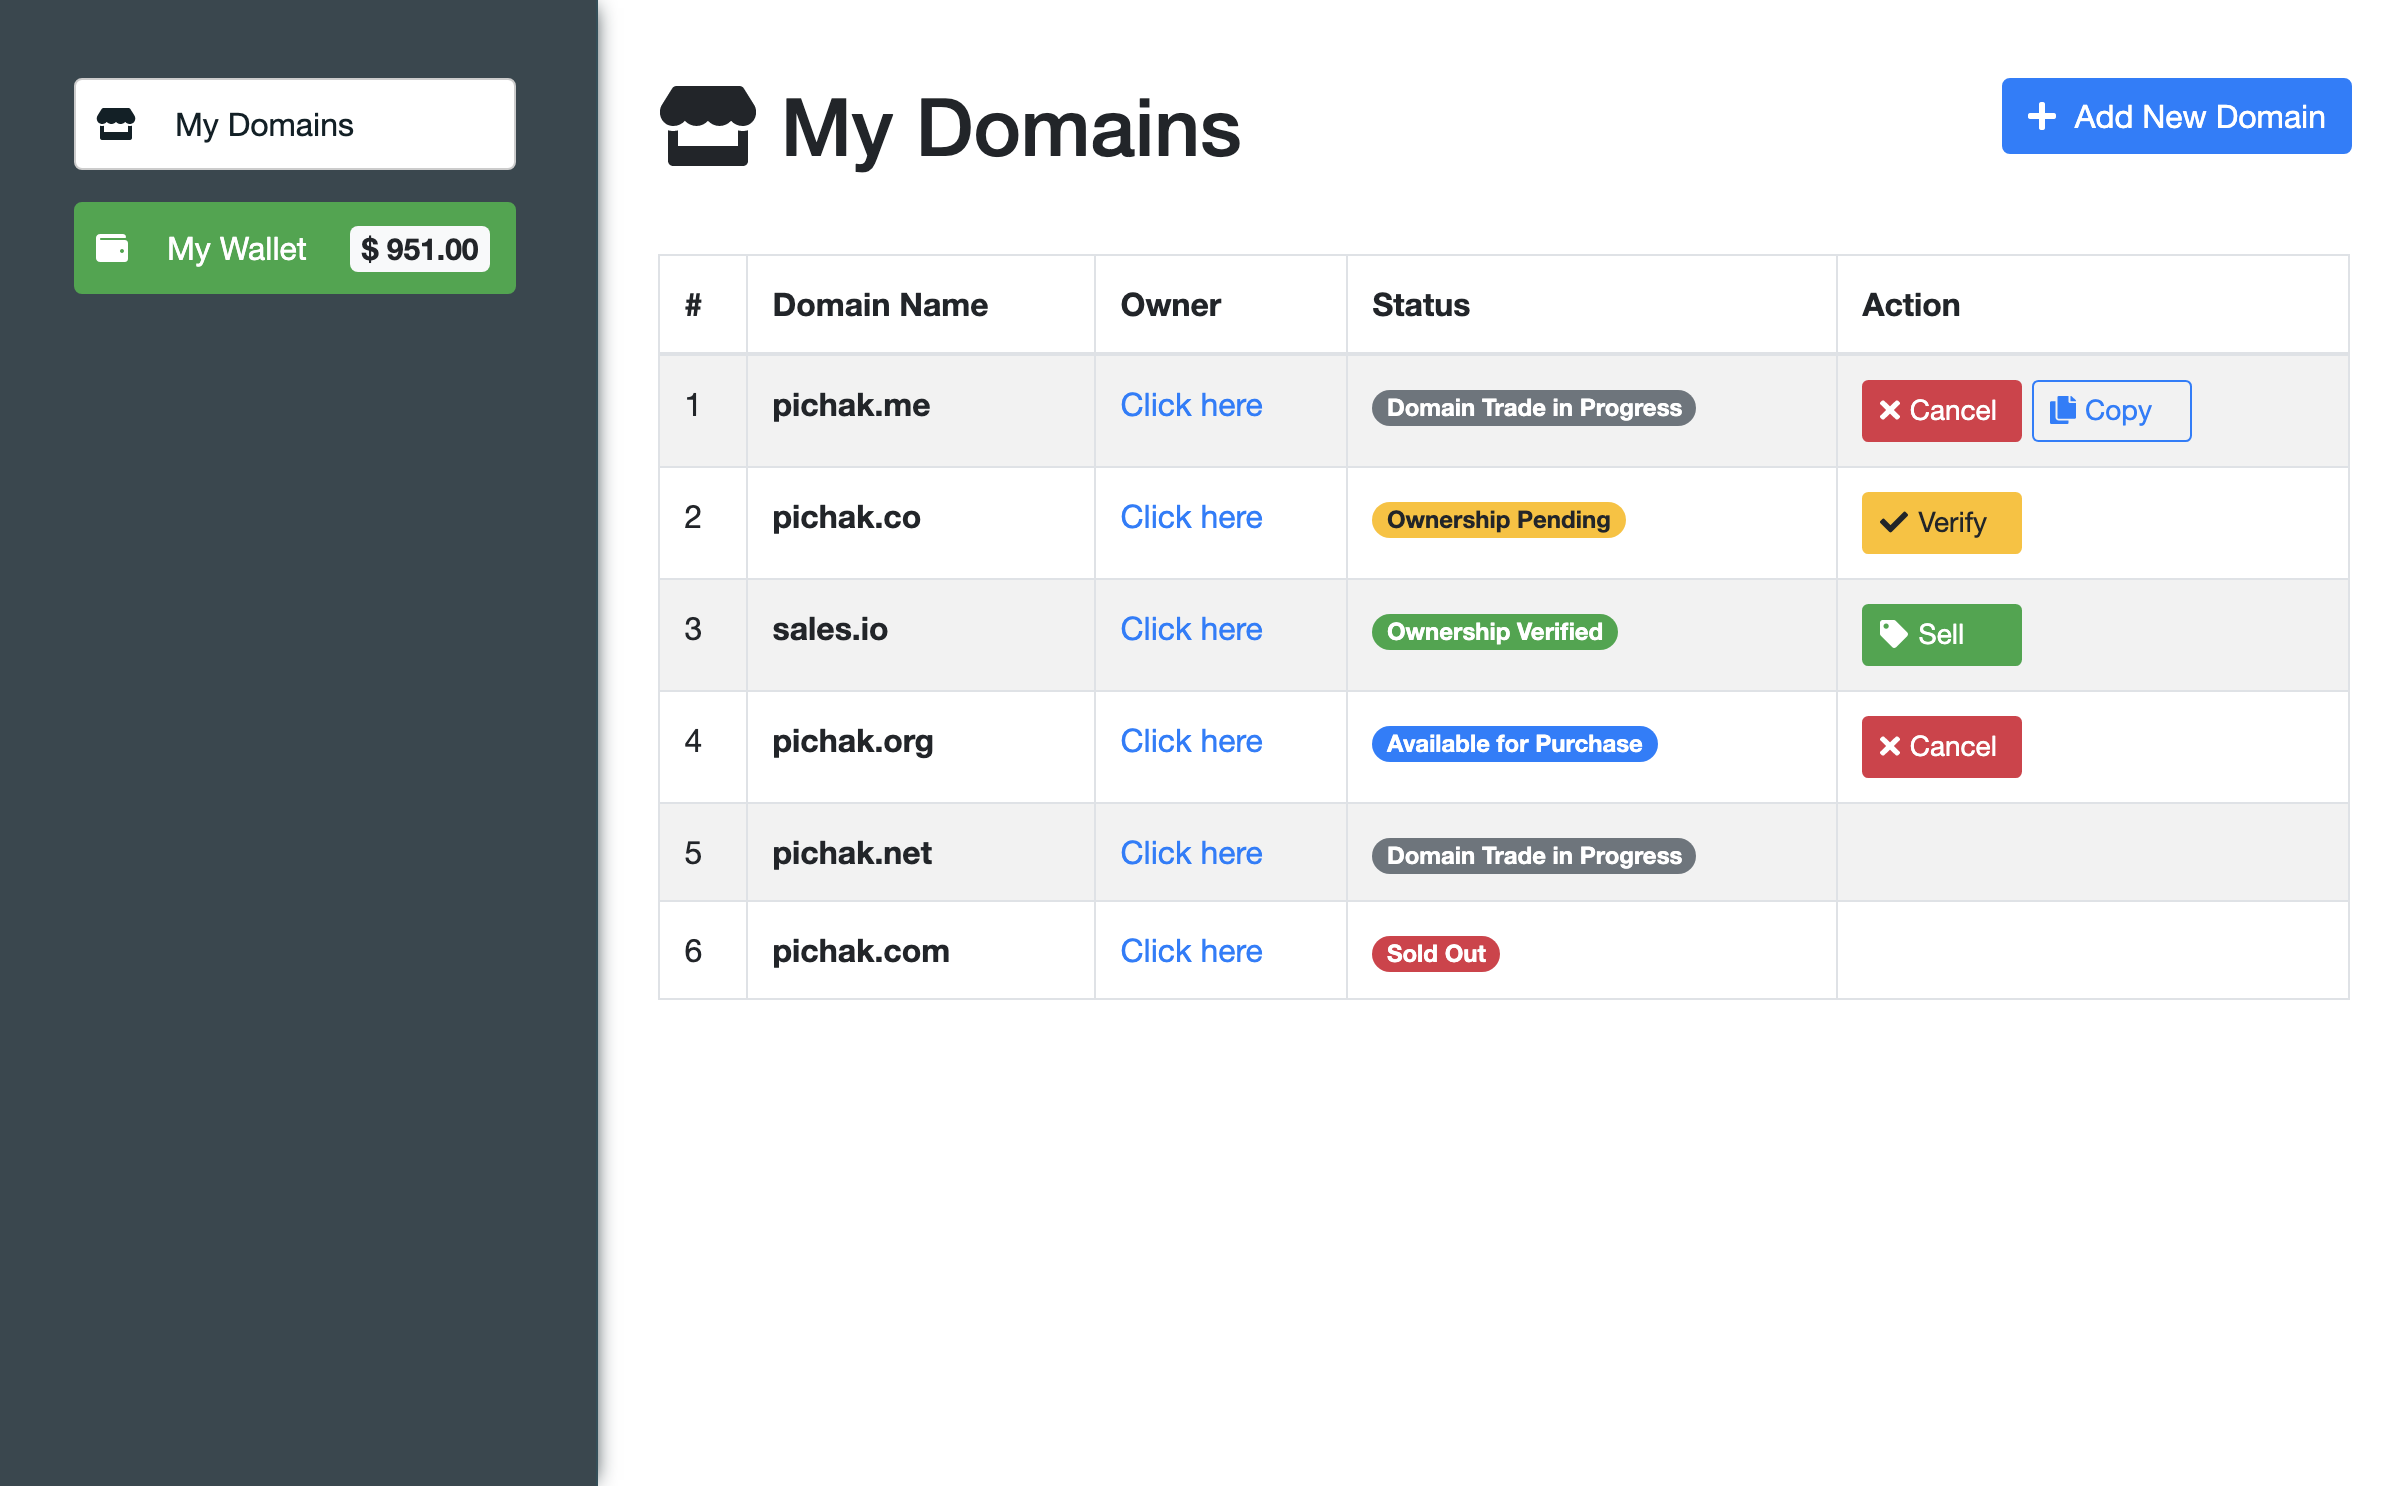 My Domains
My Wallet $ 951.00
My Domains
Add New Domain
# Domain Name Owner Status Action
1 pichak.me Click here Domain Trade in Progress Cancel Copy
2 pichak.co Click here Ownership Pending Verify
3 sales.io Click here Ownership Verified Sell
4 pichak.org Click here Available for Purchase Cancel
5 pichak.net Click here Domain Trade in Progress
6 pichak.com Click here Sold Out